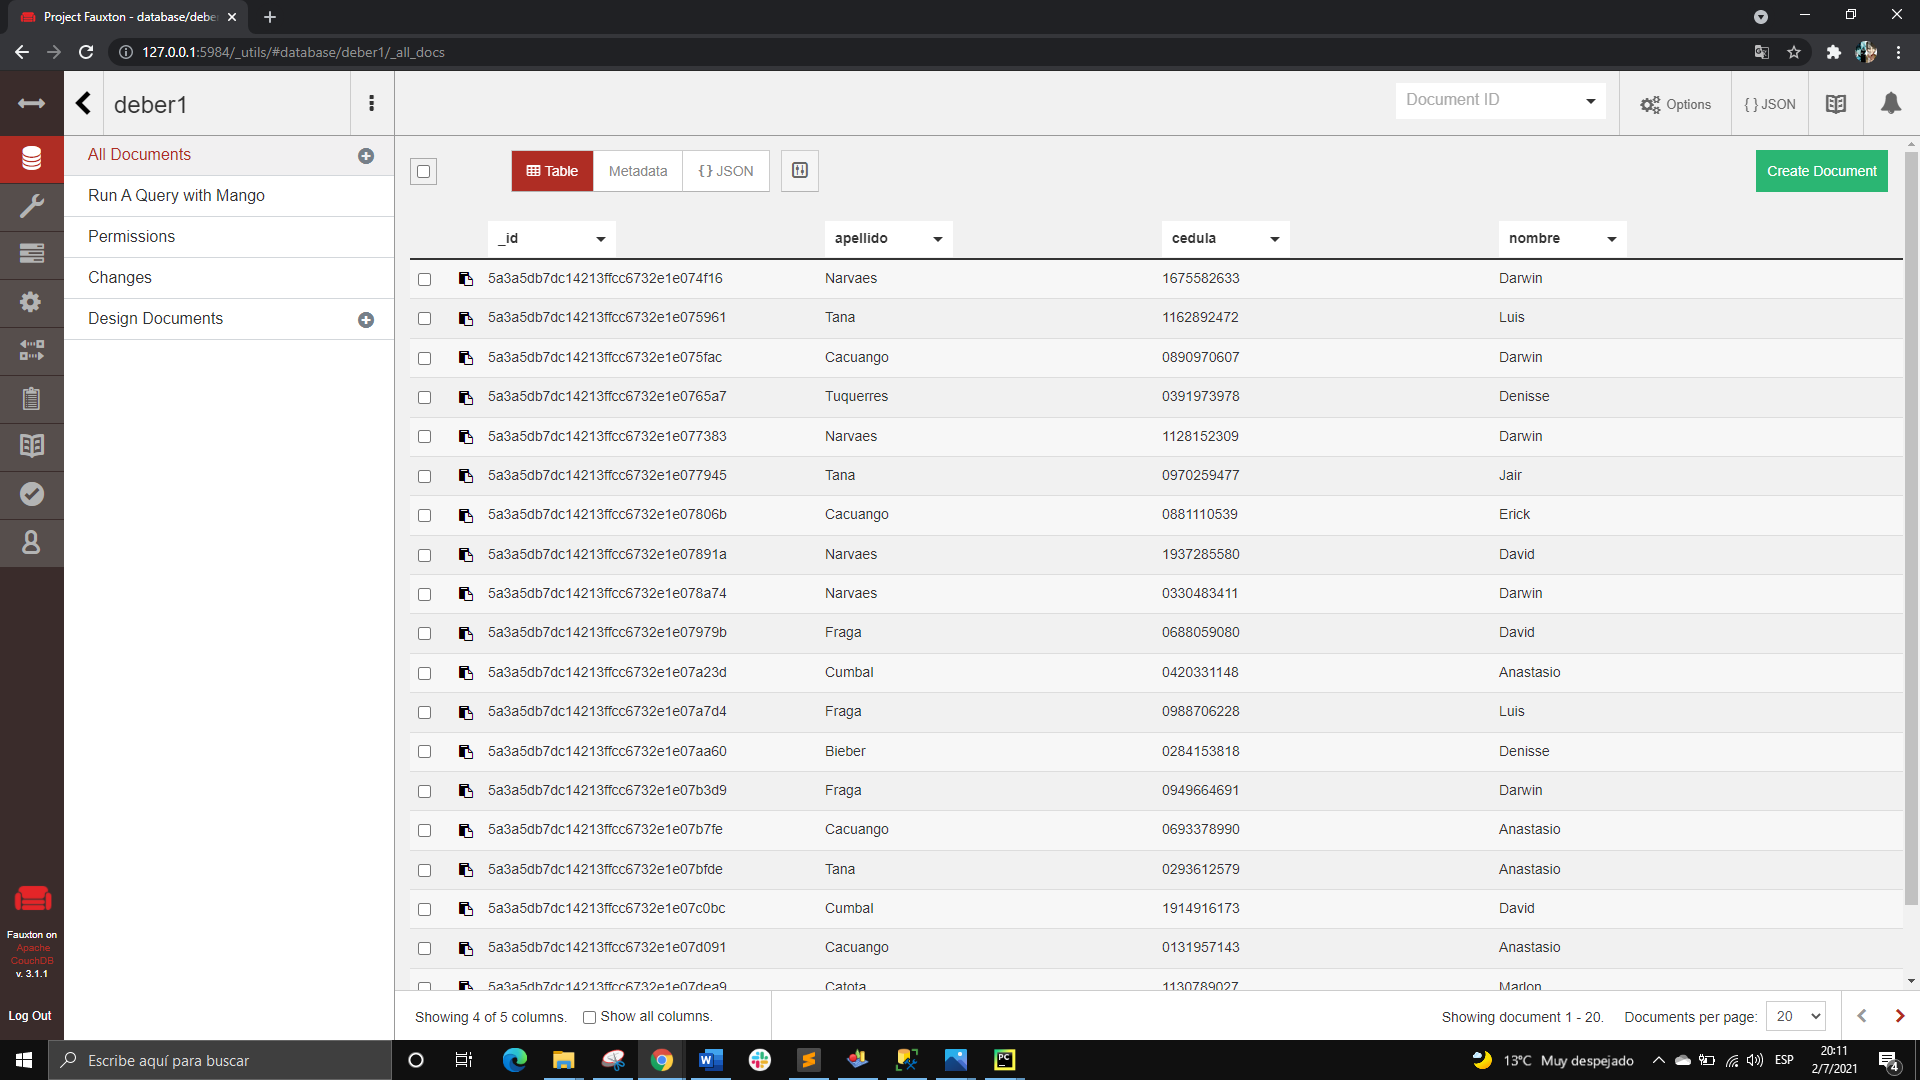 Project Fauxton - database/debe
127.0.0.1:5984/_utils/#database/deber1/_all_docs
deber1
Document ID
Options
{ } JSON
All Documents
Run A Query with Mango
Permissions
Changes
Design Documents
Table
Metadata
{ } JSON
Create Document
_id apellido cedula nombre
5a3a5db7dc14213ffcc6732e1e074f16 Narvaes 1675582633 Darwin
5a3a5db7dc14213ffcc6732e1e075961 Tana 1162892472 Luis
5a3a5db7dc14213ffcc6732e1e075fac Cacuango 0890970607 Darwin
5a3a5db7dc14213ffcc6732e1e0765a7 Tuquerres 0391973978 Denisse
5a3a5db7dc14213ffcc6732e1e077383 Narvaes 1128152309 Darwin
5a3a5db7dc14213ffcc6732e1e077945 Tana 0970259477 Jair
5a3a5db7dc14213ffcc6732e1e07806b Cacuango 0881110539 Erick
5a3a5db7dc14213ffcc6732e1e07891a Narvaes 1937285580 David
5a3a5db7dc14213ffcc6732e1e078a74 Narvaes 0330483411 Darwin
5a3a5db7dc14213ffcc6732e1e07979b Fraga 0688059080 David
5a3a5db7dc14213ffcc6732e1e07a23d Cumbal 0420331148 Anastasio
5a3a5db7dc14213ffcc6732e1e07a7d4 Fraga 0988706228 Luis
5a3a5db7dc14213ffcc6732e1e07aa60 Bieber 0284153818 Denisse
5a3a5db7dc14213ffcc6732e1e07b3d9 Fraga 0949664691 Darwin
5a3a5db7dc14213ffcc6732e1e07b7fe Cacuango 0693378990 Anastasio
5a3a5db7dc14213ffcc6732e1e07bfde Tana 0293612579 Anastasio
5a3a5db7dc14213ffcc6732e1e07c0bc Cumbal 1914916173 David
5a3a5db7dc14213ffcc6732e1e07d091 Cacuango 0131957143 Anastasio
5a3a5db7dc14213ffcc6732e1e07dea9 Catota 1130789027 Marlon
Fauxton on
Apache
CouchDB
v. 3.1.1
Log Out
Showing 4 of 5 columns.
Show all columns.
Showing document 1 - 20.
Documents per page:
20
Escribe aquí para buscar
13°C Muy despejado
ESP
20:11
2/7/2021
4